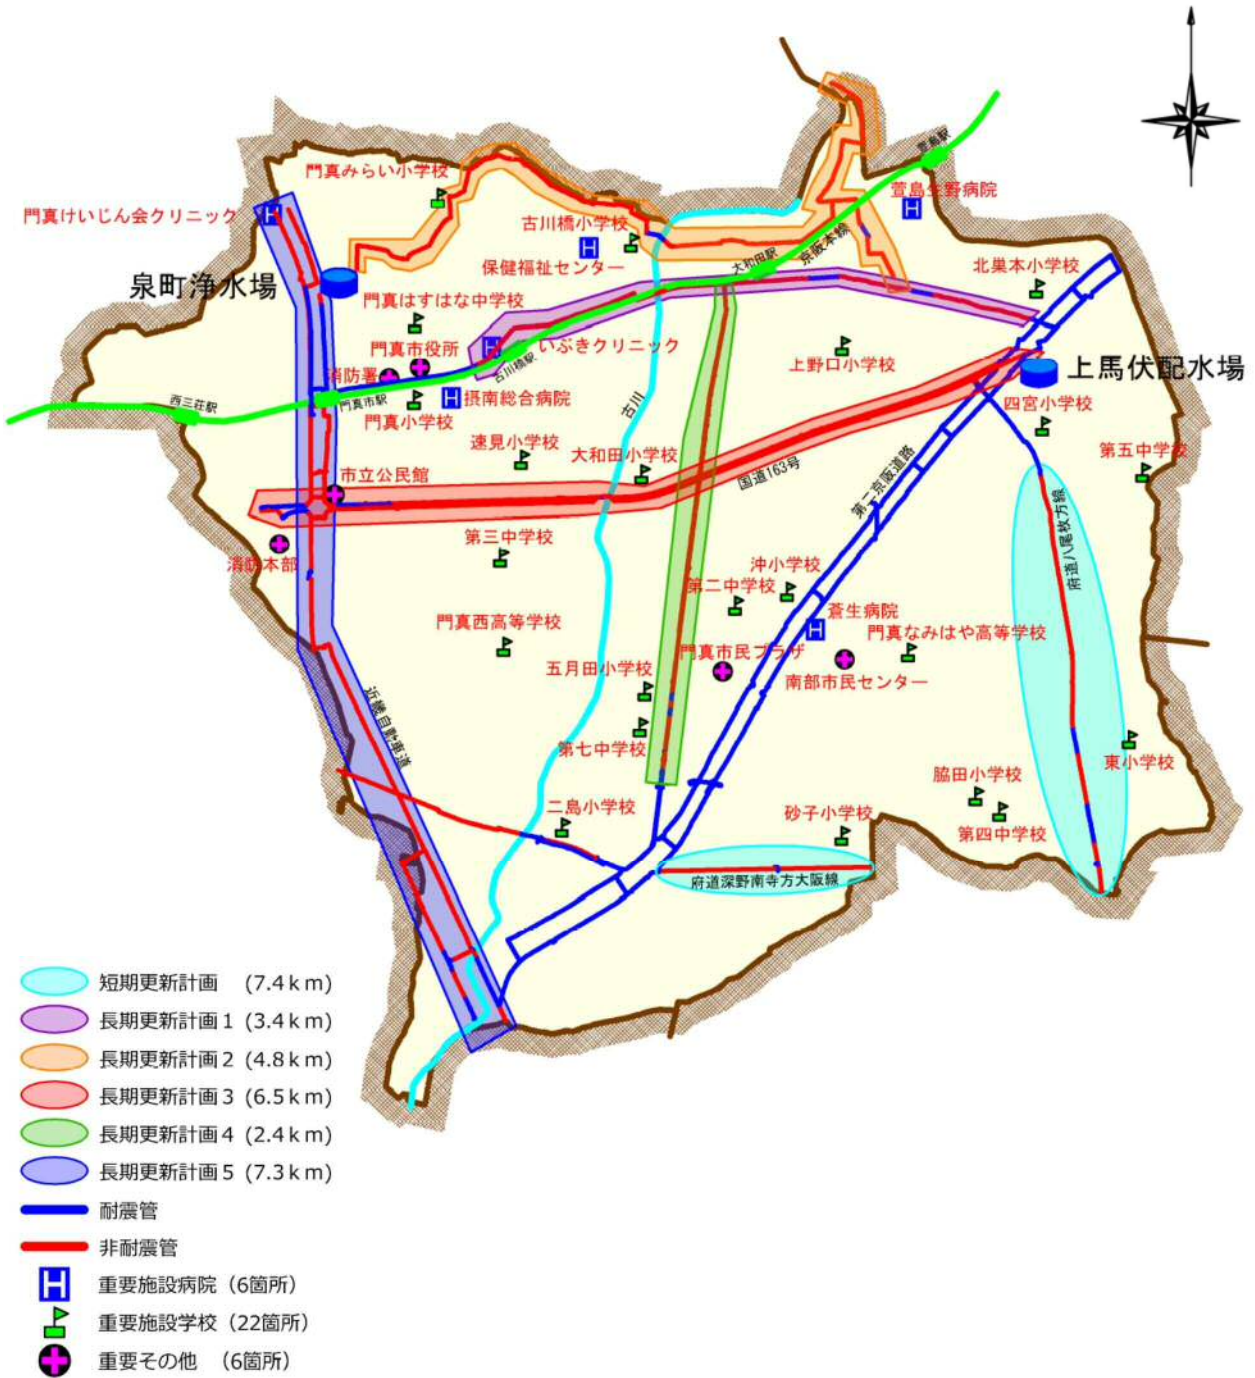 萱島駅
門真みらい小学校
萱島生野病院
門真けいじん会クリニック
古川橋小学校
京阪本線
保健福祉センター
大和田駅
北巣本小学校
泉町浄水場
門真はすはな中学校
門真市役所
いぶきクリニック
上野口小学校
上馬伏配水場
消防署
古川橋駅
西三荘駅
門真市駅
摂南総合病院
古川
四宮小学校
門真小学校
速見小学校
大和田小学校
第五中学校
市立公民館
国道163号
第二京阪道路
府道八尾枚方線
第三中学校
消防本部
沖小学校
第二中学校
蒼生病院
門真西高等学校
門真なみはや高等学校
門真市民プラザ
五月田小学校
南部市民センター
近畿自動車道
第七中学校
東小学校
脇田小学校
二島小学校
砂子小学校
第四中学校
府道深野南寺方大阪線
短期更新計画 (7.4km)
長期更新計画1 (3.4km)
長期更新計画2 (4.8km)
長期更新計画3 (6.5km)
長期更新計画4 (2.4km)
長期更新計画5 (7.3km)
耐震管
非耐震管
H 重要施設病院 (6箇所)
重要施設学校 (22箇所)
重要その他 (6箇所)